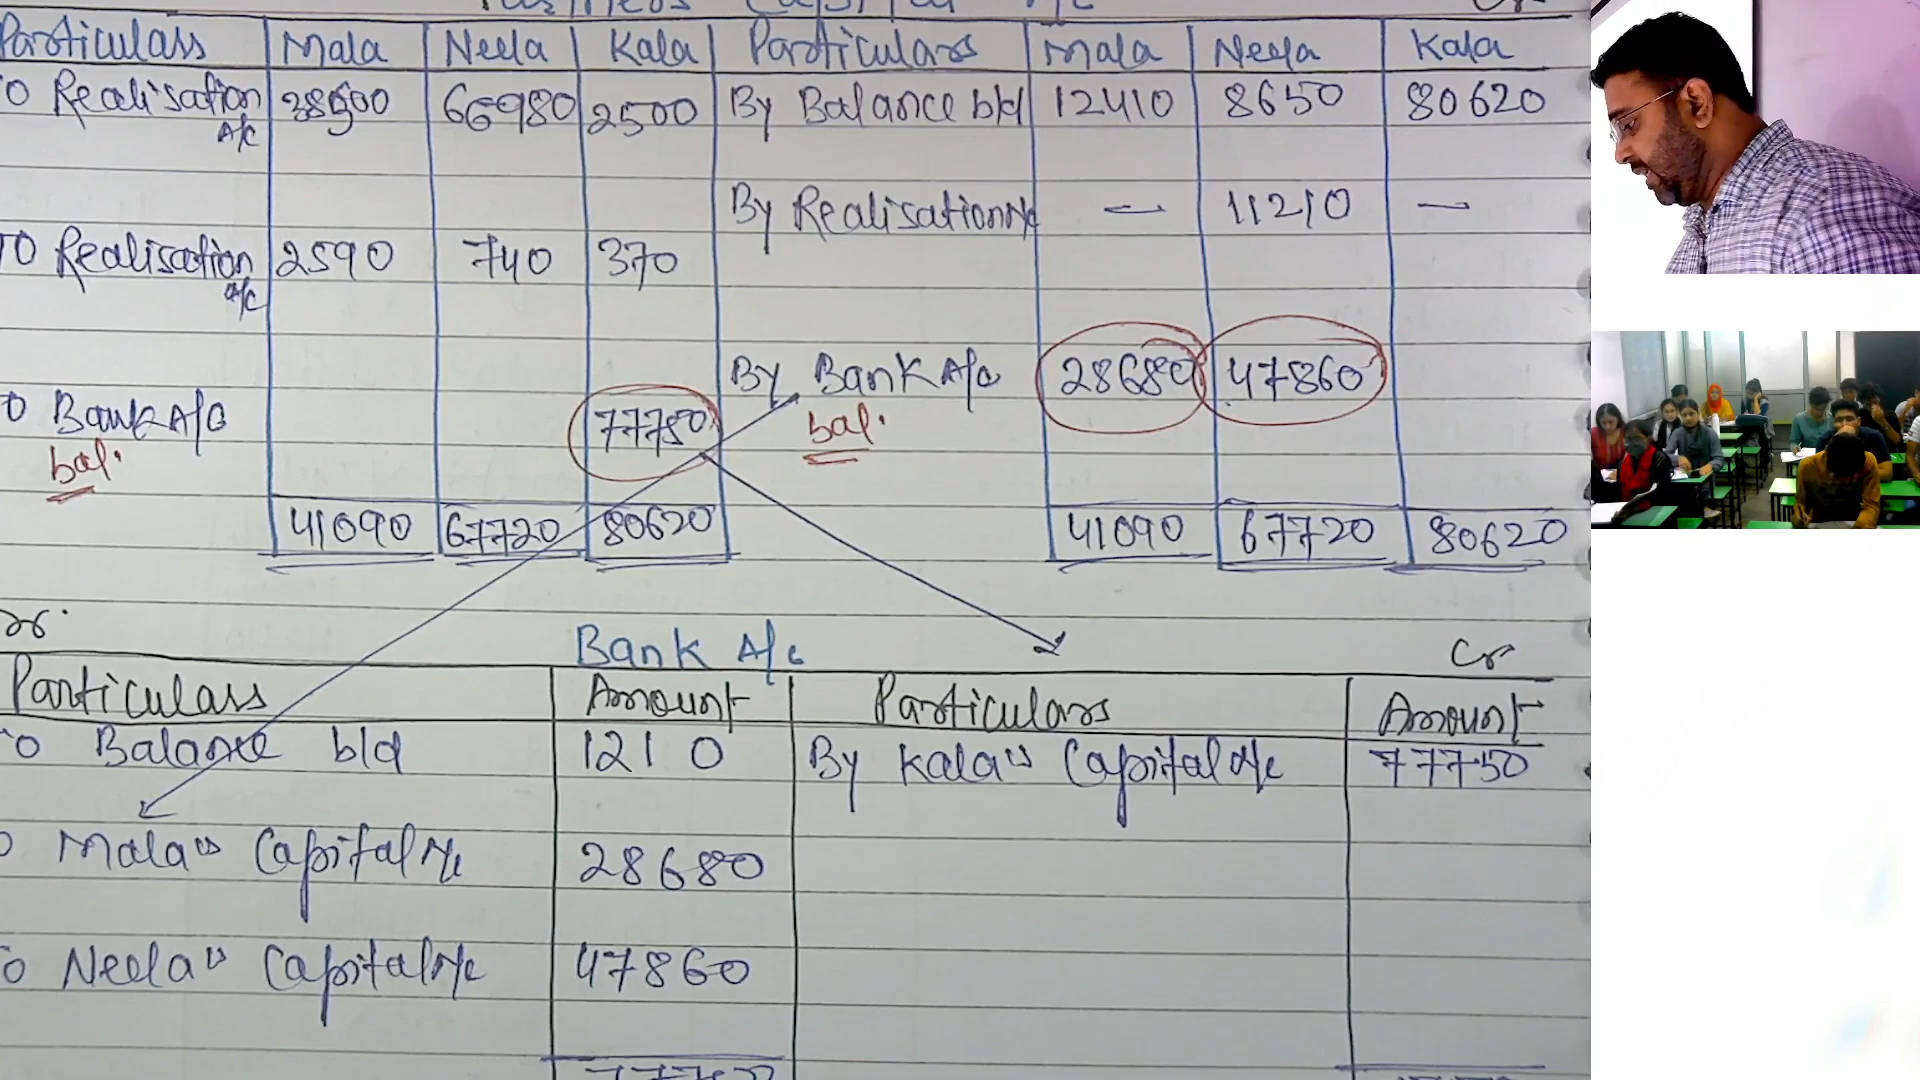 Particulars Mala Neela Kala Particulars Mala Neela Kala
To Realisation A/c 38500 66980 2500 By Balance b/d 12410 8650 80620
By Realisation A/c — 11210 —
TO Realisation A/c 2590 740 370
By Bank A/c 28680 47860
bal.
To Bank A/c 77750
bal.
41090 67720 80620 41090 67720 80620
Bank A/c Cr
Particulars Amount Particulars Amount
To Balance b/d 1210 By Kala's Capital A/c 77750
Mala's Capital A/c 28680
To Neela's Capital A/c 47860